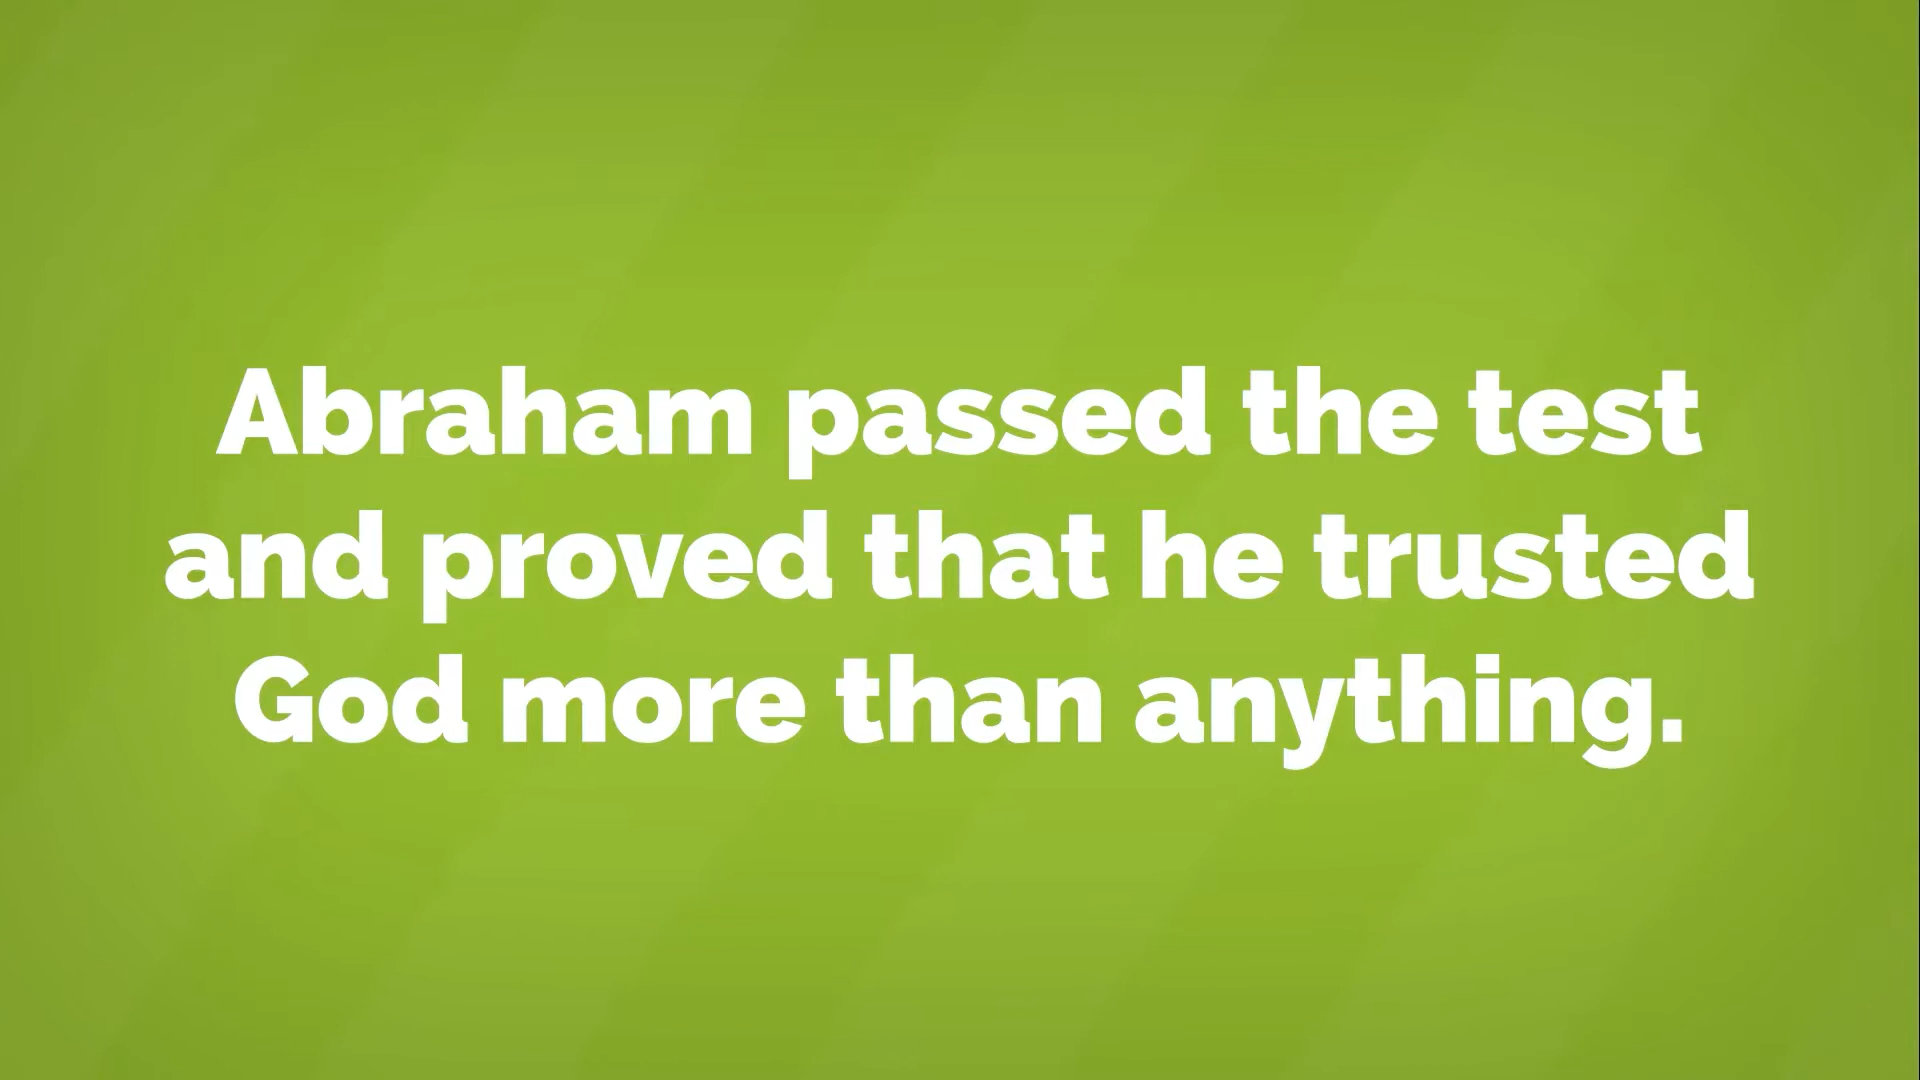 Abraham passed the test
and proved that he trusted
God more than anything.